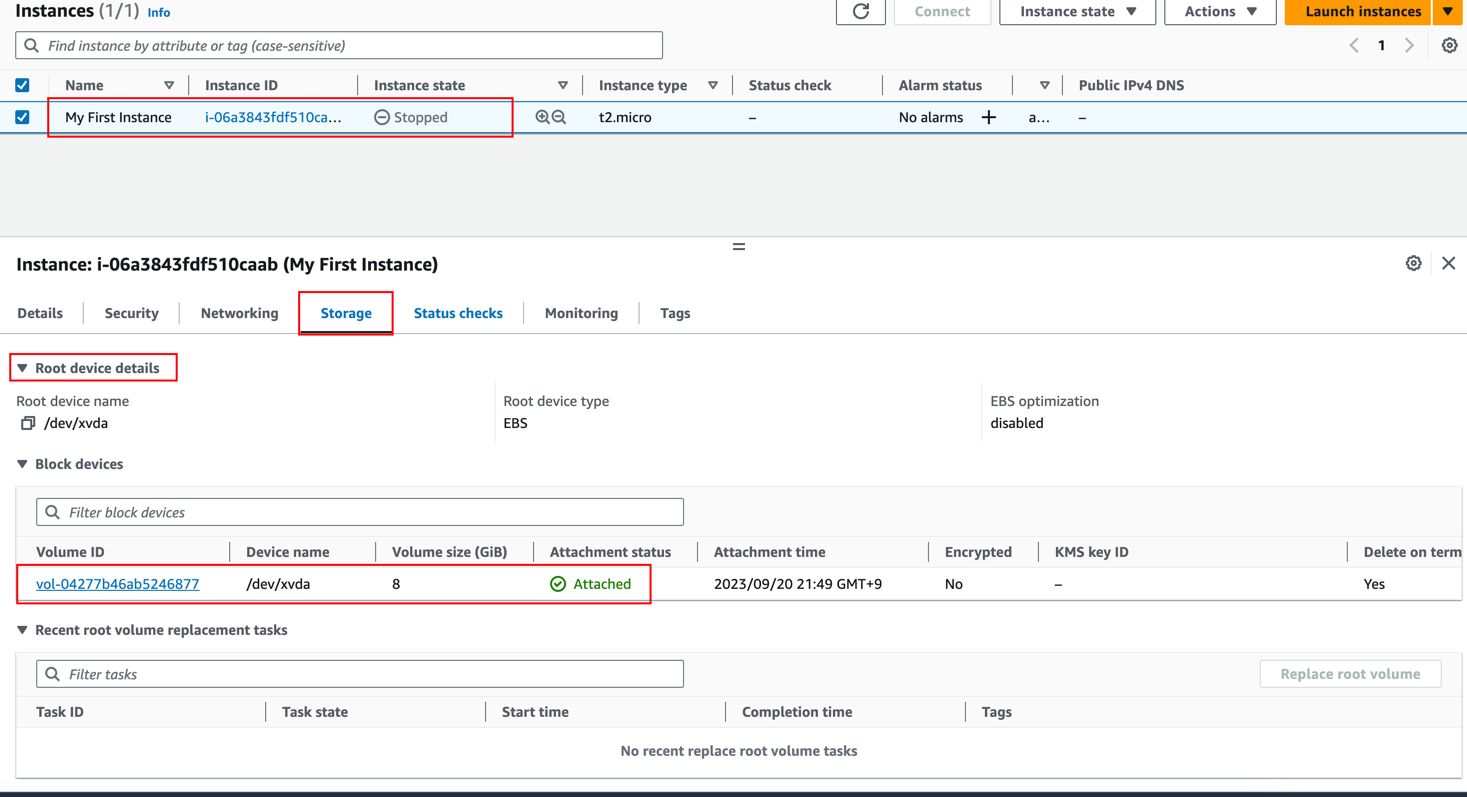 Instances (1/1) Info
Connect
Instance state
Actions
Launch instances
Find instance by attribute or tag (case-sensitive)
1
Name Instance ID Instance state Instance type Status check Alarm status Public IPv4 DNS
My First Instance i-06a3843fdf510ca... Stopped t2.micro – No alarms + a... –
Instance: i-06a3843fdf510caab (My First Instance)
Details Security Networking Storage Status checks Monitoring Tags
Root device details
Root device name Root device type EBS optimization
/dev/xvda EBS disabled
Block devices
Filter block devices
Volume ID Device name Volume size (GiB) Attachment status Attachment time Encrypted KMS key ID Delete on term
vol-04277b46ab5246877 /dev/xvda 8 Attached 2023/09/20 21:49 GMT+9 No – Yes
Recent root volume replacement tasks
Filter tasks
Replace root volume
Task ID Task state Start time Completion time Tags
No recent replace root volume tasks